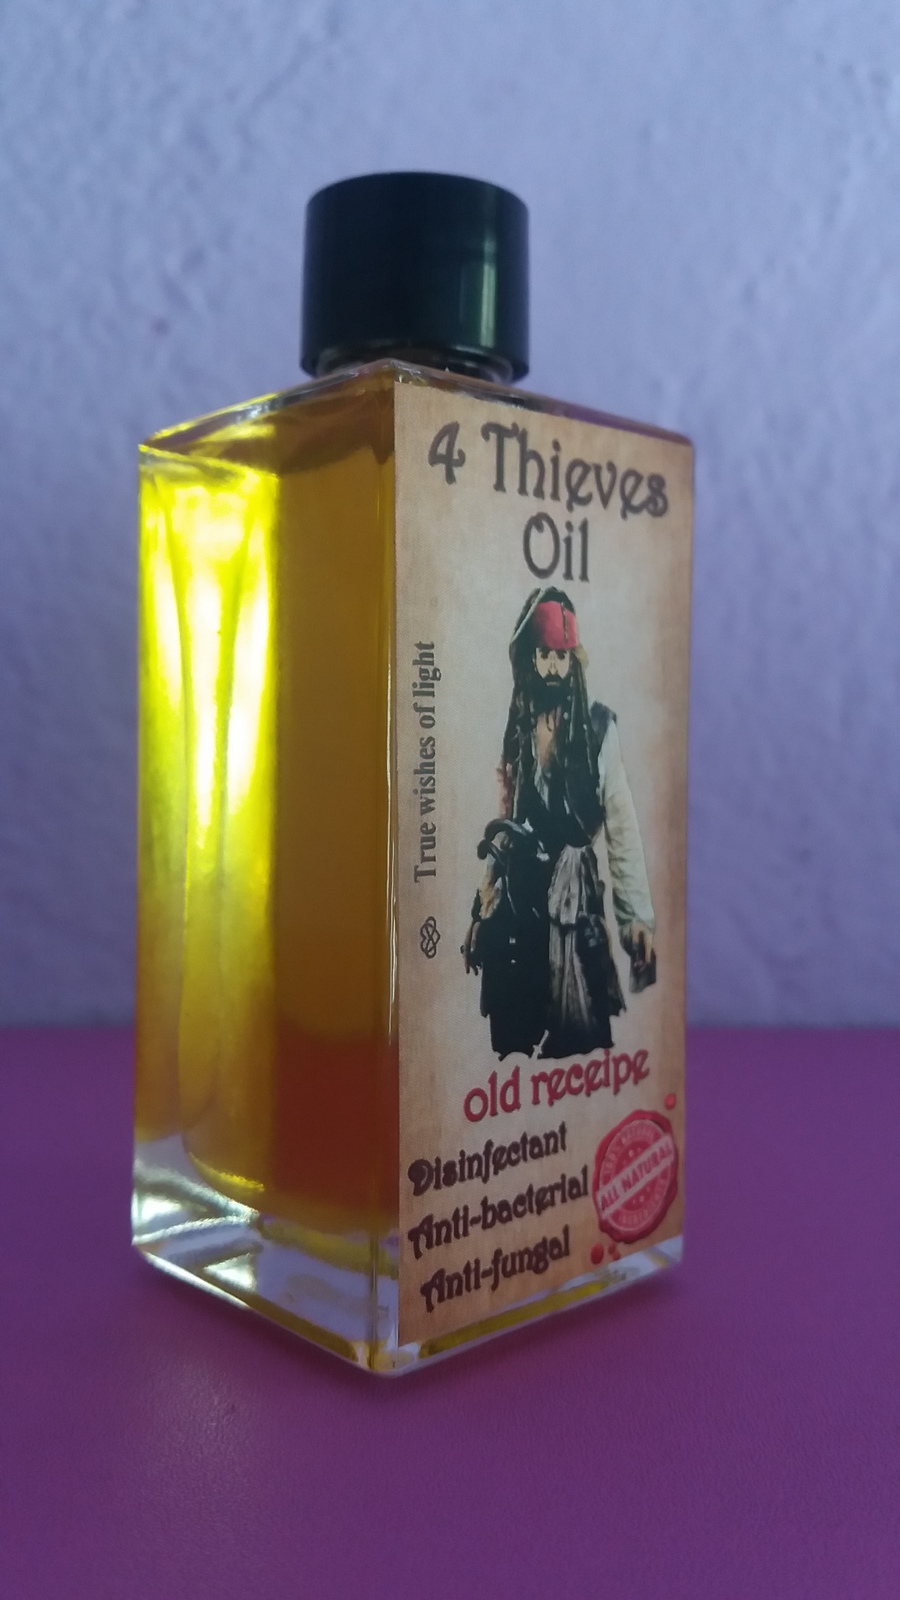 4 Thieves
Oil
True wishes of light
old receipe
Disinfectant
Anti-bacterial
Anti-fungal
ALL NATURAL